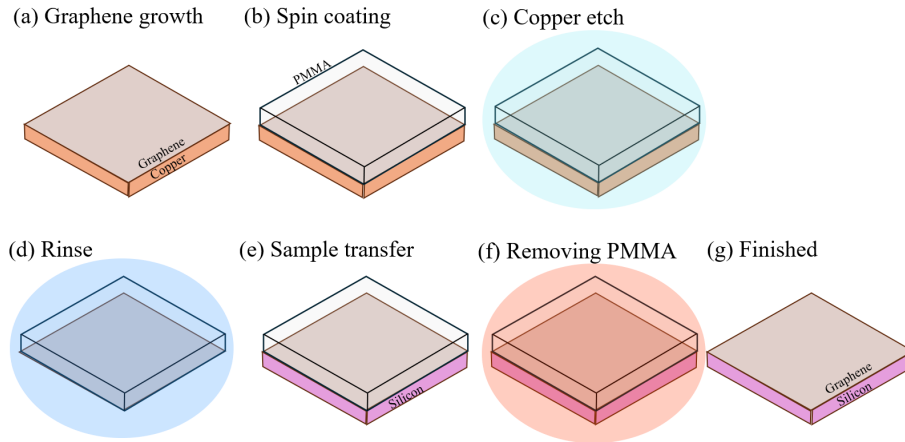 (a) Graphene growth
(b) Spin coating
(c) Copper etch
PMMA
Graphene
Copper
(d) Rinse
(e) Sample transfer
(f) Removing PMMA
(g) Finished
Silicon
Graphene
Silicon